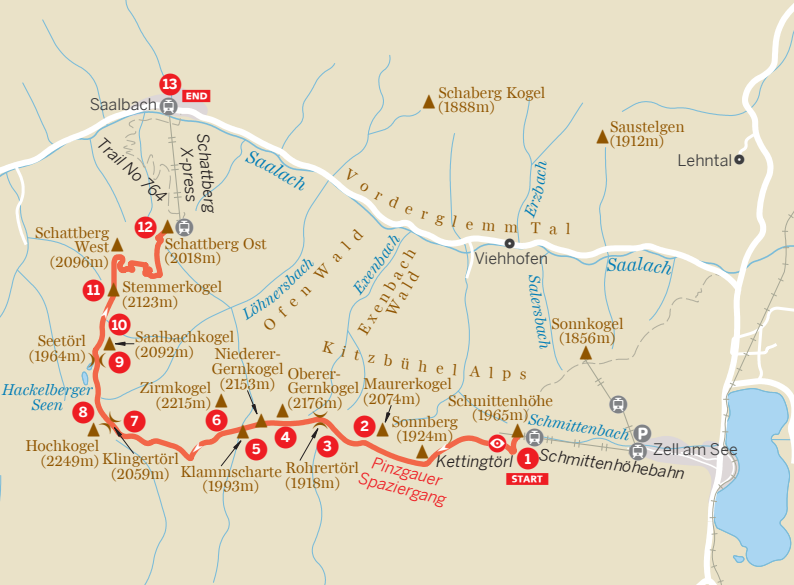 13
END
Saalbach
Schaberg Kogel
(1888m)
Saustelgen
(1912m)
Lehntal
Trail No 764
Schattberg
X-press
Saalach
Vorderglemm Tal
Erzbach
12
Schattberg
West
(2096m)
Schattberg Ost
(2018m)
Viehhofen
Saalach
11
Stemmerkogel
(2123m)
Löhnersbach
Ofen Wald
Exenbach
Exenbach
Wald
Salersbach
10
Saalbachkogel
(2092m)
Seetörl
(1964m)
9
Sonnkogel
(1856m)
Kitzbühel Alps
Niederer-
Gernkogel
(2153m)
Oberer-
Gernkogel
(2176m)
Maurerkogel
(2074m)
Hackelberger
Seen
Zirmkogel
(2215m)
Schmittenhöhe
(1965m)
Schmittenbach
8
7
6
5
4
3
2
Sonnberg
(1924m)
P
Zell am See
Hochkogel
(2249m)
Klingertörl
(2059m)
Klammscharte
(1993m)
Rohrertörl
(1918m)
Pinzgauer
Spaziergang
Kettingtörl
1
START
Schmittenhöhebahn